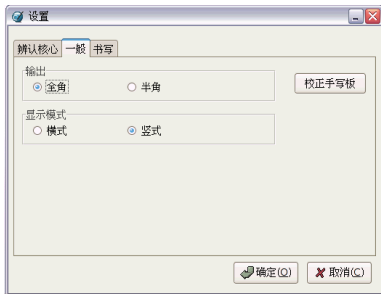 设置
辨认核心 一般 书写
输出
全角 半角 校正手写板
显示模式
横式 竖式
确定(O) 取消(C)